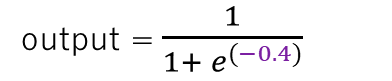 output = 1 / (1 + e^(−0.4))